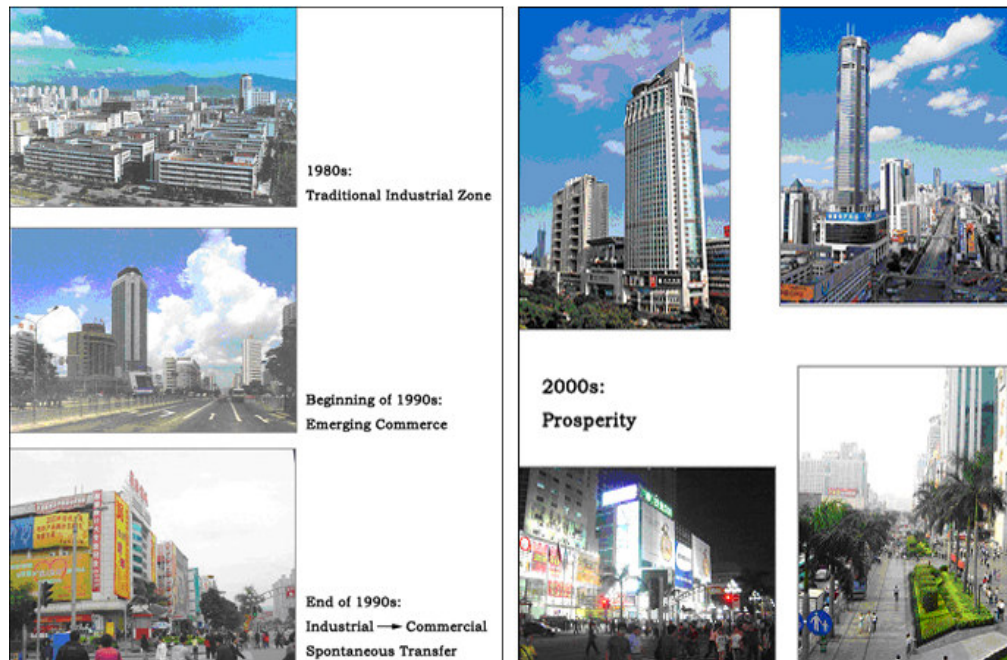 1980s:
Traditional Industrial Zone
Beginning of 1990s:
Emerging Commerce
End of 1990s:
Industrial → Commercial
Spontaneous Transfer
2000s:
Prosperity